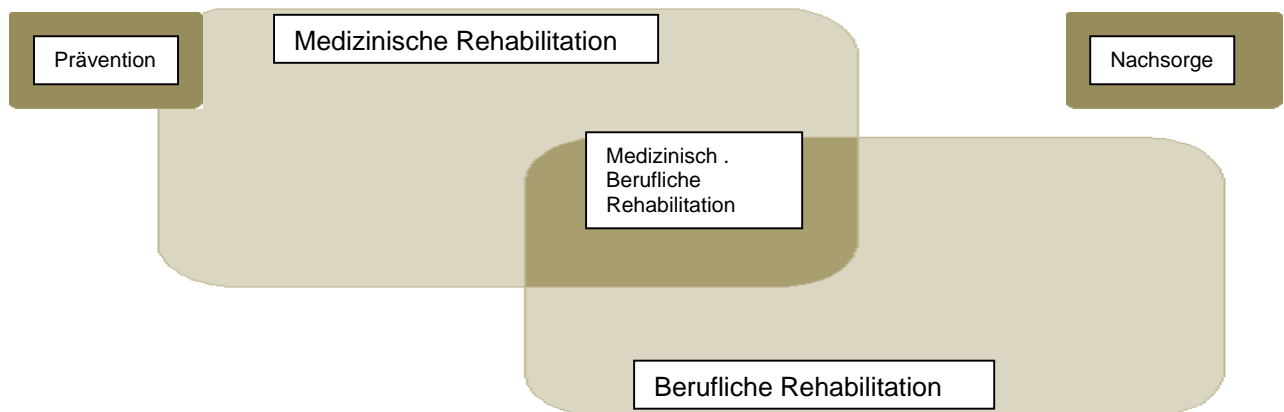 Medizinische Rehabilitation
Prävention
Nachsorge
Medizinisch .
Berufliche
Rehabilitation
Berufliche Rehabilitation